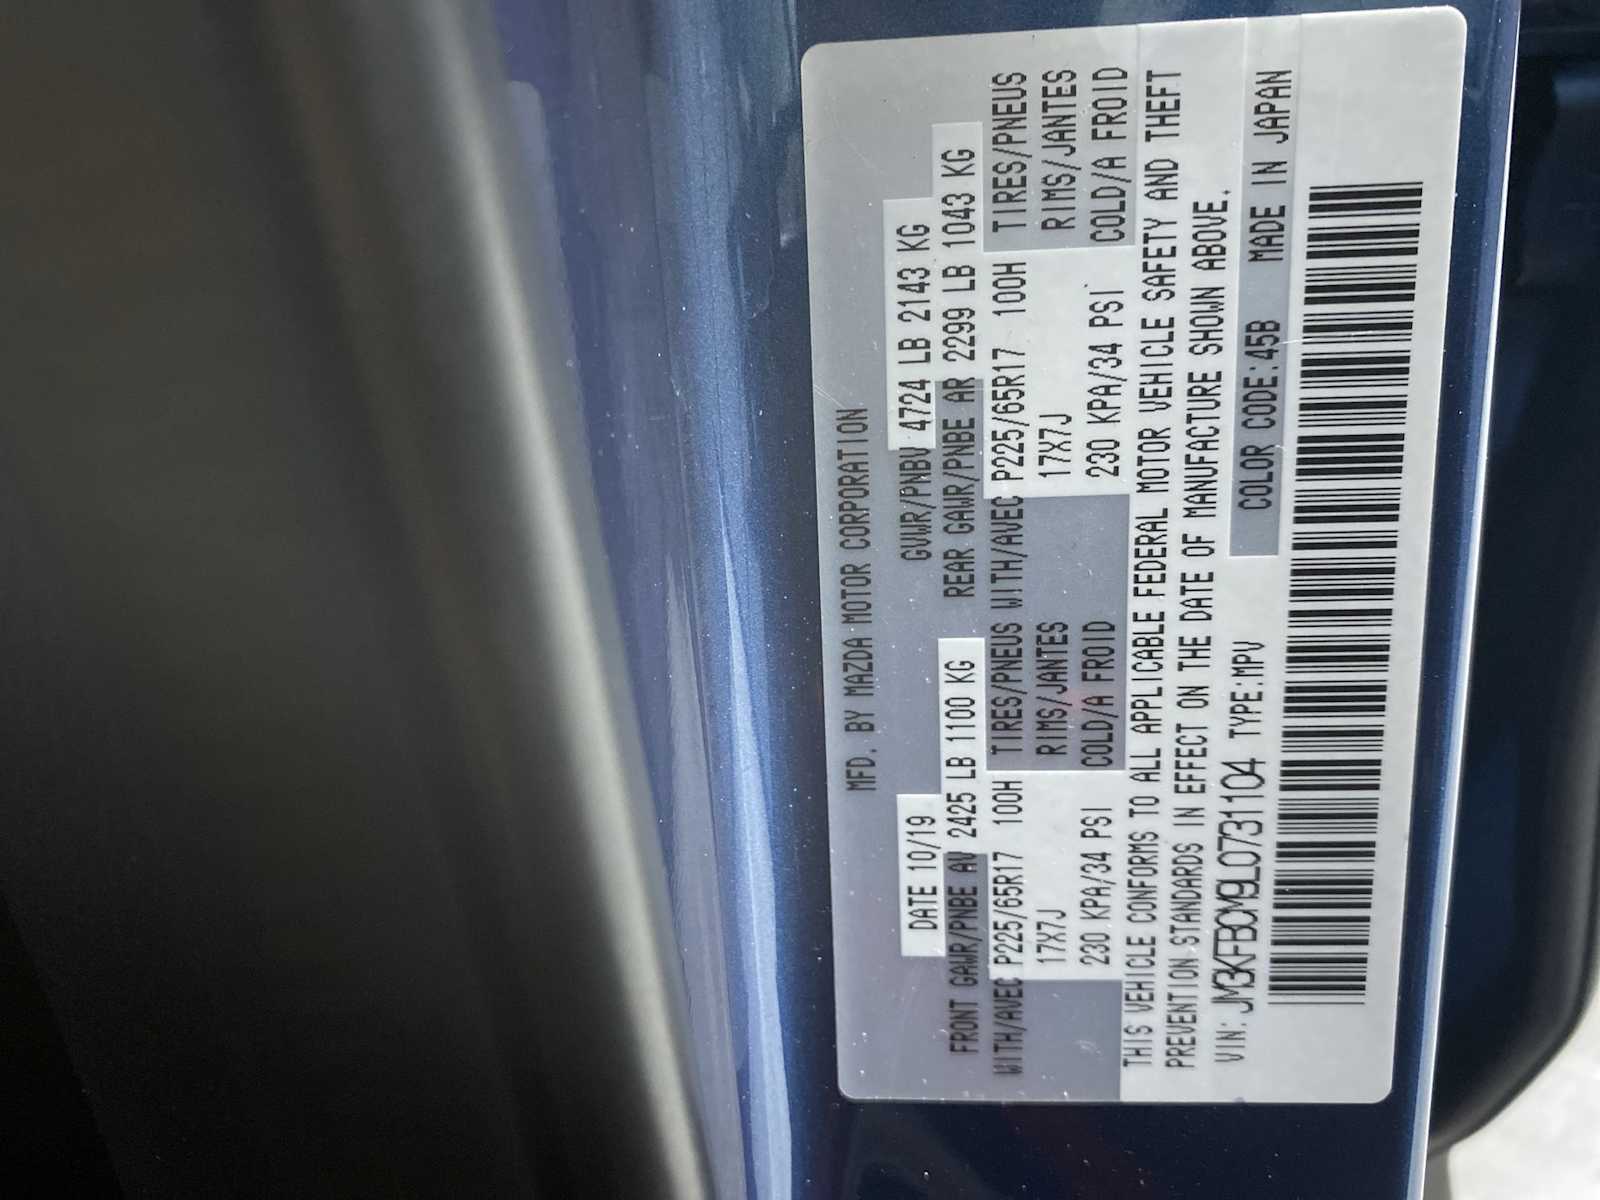 MFD. BY MAZDA MOTOR CORPORATION
DATE 10/19 GVWR/PNBV 4724 LB 2143 KG
FRONT GAWR/PNBE AV 2425 LB 1100 KG REAR GAWR/PNBE AR 2299 LB 1043 KG
WITH/AVEC P225/65R17 100H TIRES/PNEUS WITH/AVEC P225/65R17 100H TIRES/PNEUS
17X7J RIMS/JANTES 17X7J RIMS/JANTES
230 KPA/34 PSI COLD/A FROID 230 KPA/34 PSI COLD/A FROID
THIS VEHICLE CONFORMS TO ALL APPLICABLE FEDERAL MOTOR VEHICLE SAFETY AND THEFT
PREVENTION STANDARDS IN EFFECT ON THE DATE OF MANUFACTURE SHOWN ABOVE.
VIN: JM3KFBCM9L0731104 TYPE:MPV COLOR CODE:45B MADE IN JAPAN